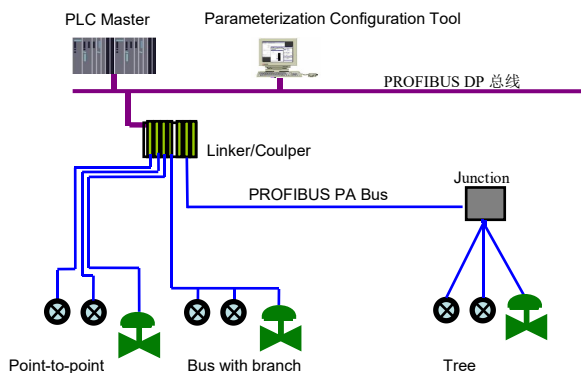 PLC Master
Parameterization Configuration Tool
PROFIBUS DP 总线
Linker/Coulper
PROFIBUS PA Bus
Junction
Point-to-point
Bus with branch
Tree